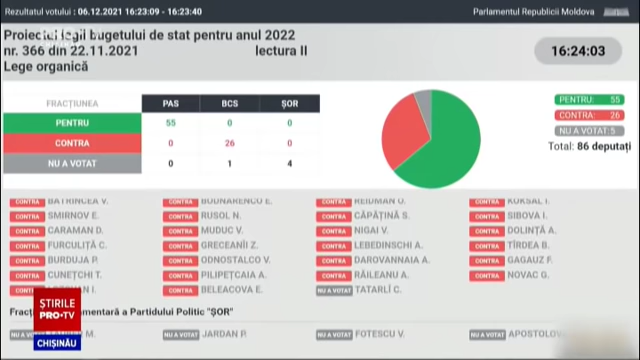 Rezultatul votului : 06.12.2021 16:23:09 - 16:23:40
Parlamentul Republicii Moldova
Proiectul legii bugetului de stat pentru anul 2022
nr. 366 din 22.11.2021 lectura II
Lege organică
16:24:03
FRACȚIUNEA PAS BCS ȘOR
PENTRU 55 0 0
CONTRA 0 26 0
NU A VOTAT 0 1 4
PENTRU: 55
CONTRA: 26
NU A VOTAT: 5
Total: 86 deputați
CONTRA BĂTRÎNCEA V. CONTRA BODNARENCO E. CONTRA REIDMAN O. CONTRA
CONTRA SMIRNOV E. CONTRA RUSOL N. CONTRA CĂPĂȚINĂ S. CONTRA SIBOVA I.
CONTRA CARAMAN D. CONTRA MUDUC V. CONTRA NIGAI V. CONTRA DOLINȚĂ A.
CONTRA FURCULIȚĂ C. CONTRA GRECEANÎI Z. CONTRA LEBEDINSCHI A. CONTRA TÎRDEA B.
CONTRA BURDUJA P. CONTRA ODNOSTALCO V. CONTRA DAROVANNAIA A. CONTRA GAGAUZ F.
CONTRA CUNEȚCHI T. CONTRA PILIPEȚCAIA A. CONTRA RĂILEANU A. CONTRA NOVAC G.
CONTRA BELEACOVA E. NU A VOTAT TATARLÎ C.
a Partidului Politic "ȘOR"
M. NU A VOTAT JARDAN P. NU A VOTAT FOTESCU V. NU A VOTAT APOSTOLOV
ȘTIRILE
PRO•TV
CHIȘINĂU